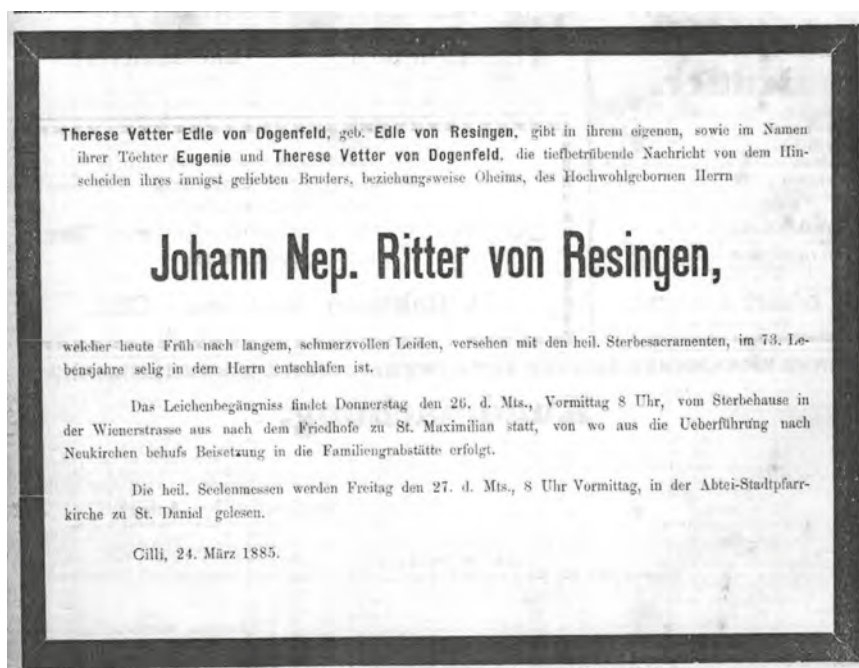 Therese Vetter Edle von Dogenfeld, geb. Edle von Resingen, gibt in ihrem eigenen, sowie im Namen
ihrer Töchter Eugenie und Therese Vetter von Dogenfeld, die tiefbetrübende Nachricht von dem Hin-
scheiden ihres innigst geliebten Bruders, beziehungsweise Oheims, des Hochwohlgebornen Herrn
Johann Nep. Ritter von Resingen,
welcher heute Früh nach langem, schmerzvollen Leiden, versehen mit den heil. Sterbesacramenten, im 73. Le-
bensjahre selig in dem Herrn entschlafen ist.
Das Leichenbegängniss findet Donnerstag den 26. d. Mts., Vormittag 8 Uhr, vom Sterbehause in
der Wienerstrasse aus nach dem Friedhofe zu St. Maximilian statt, von wo aus die Ueberführung nach
Neukirchen behufs Beisetzung in die Familiengrabstätte erfolgt.
Die heil. Seelenmessen werden Freitag den 27. d. Mts., 8 Uhr Vormittag, in der Abtei-Stadtpfarr-
kirche zu St. Daniel gelesen.
Cilli, 24. März 1885.